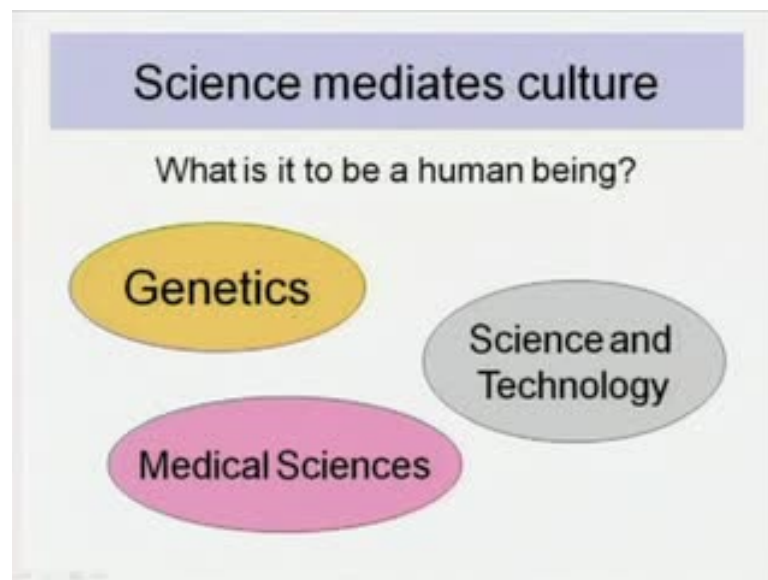 Science mediates culture
What is it to be a human being?
Genetics
Science and
Technology
Medical Sciences